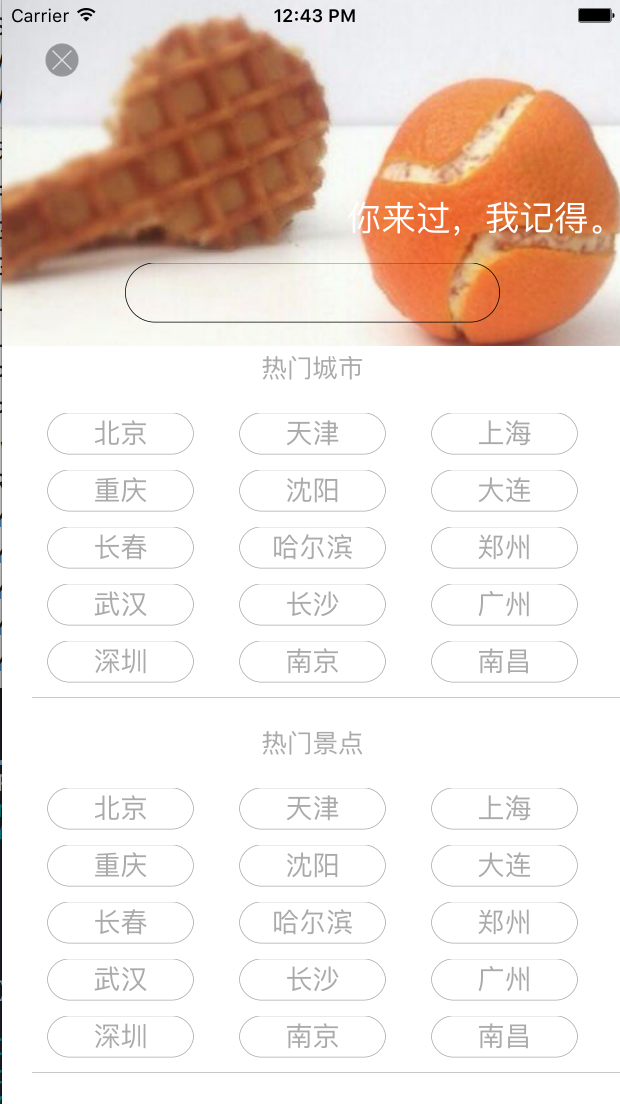 Carrier 12:43 PM
你来过，我记得。
热门城市
北京 天津 上海
重庆 沈阳 大连
长春 哈尔滨 郑州
武汉 长沙 广州
深圳 南京 南昌
热门景点
北京 天津 上海
重庆 沈阳 大连
长春 哈尔滨 郑州
武汉 长沙 广州
深圳 南京 南昌